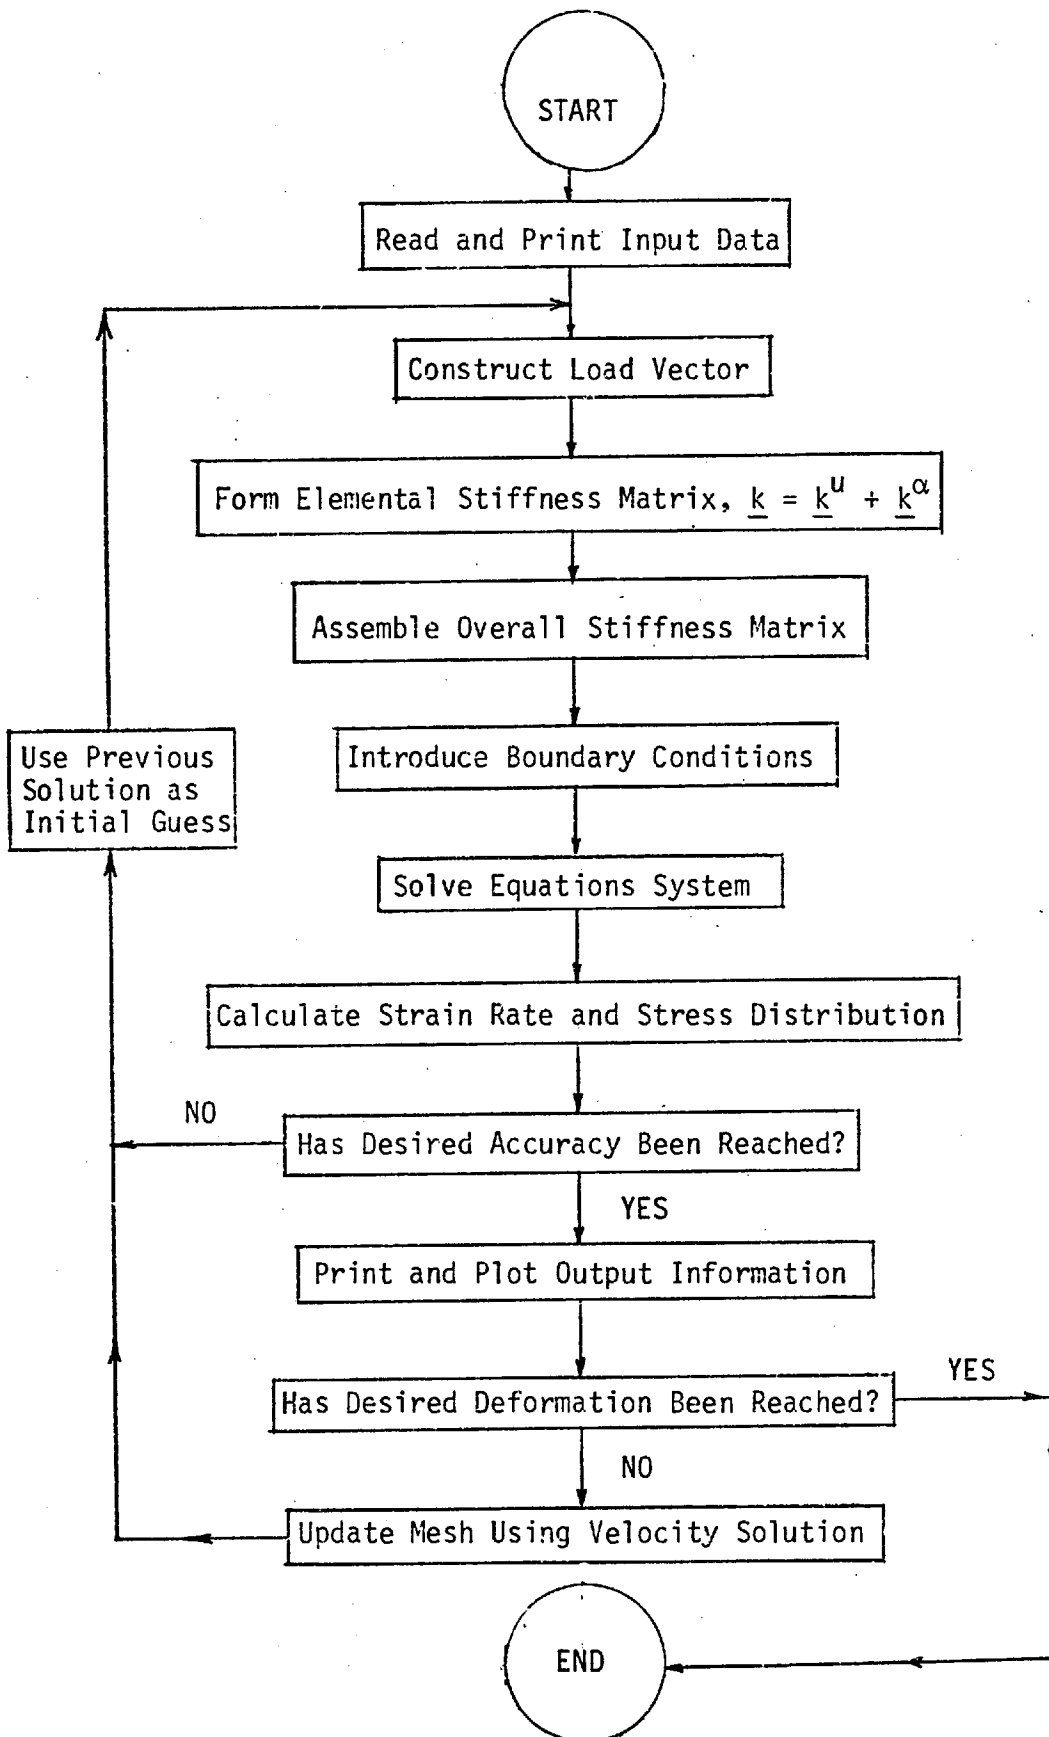 START
Read and Print Input Data
Construct Load Vector
Form Elemental Stiffness Matrix, k = k^u + k^α
Assemble Overall Stiffness Matrix
Use Previous
Solution as
Initial Guess
Introduce Boundary Conditions
Solve Equations System
Calculate Strain Rate and Stress Distribution
NO
Has Desired Accuracy Been Reached?
YES
Print and Plot Output Information
YES
Has Desired Deformation Been Reached?
NO
Update Mesh Using Velocity Solution
END